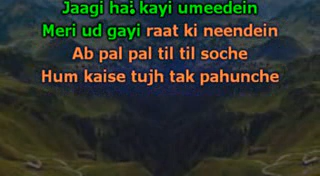 Jaagi hai kayi umeedein
Meri ud gayi raat ki neendein
Ab pal pal til til soche
Hum kaise tujh tak pahunche